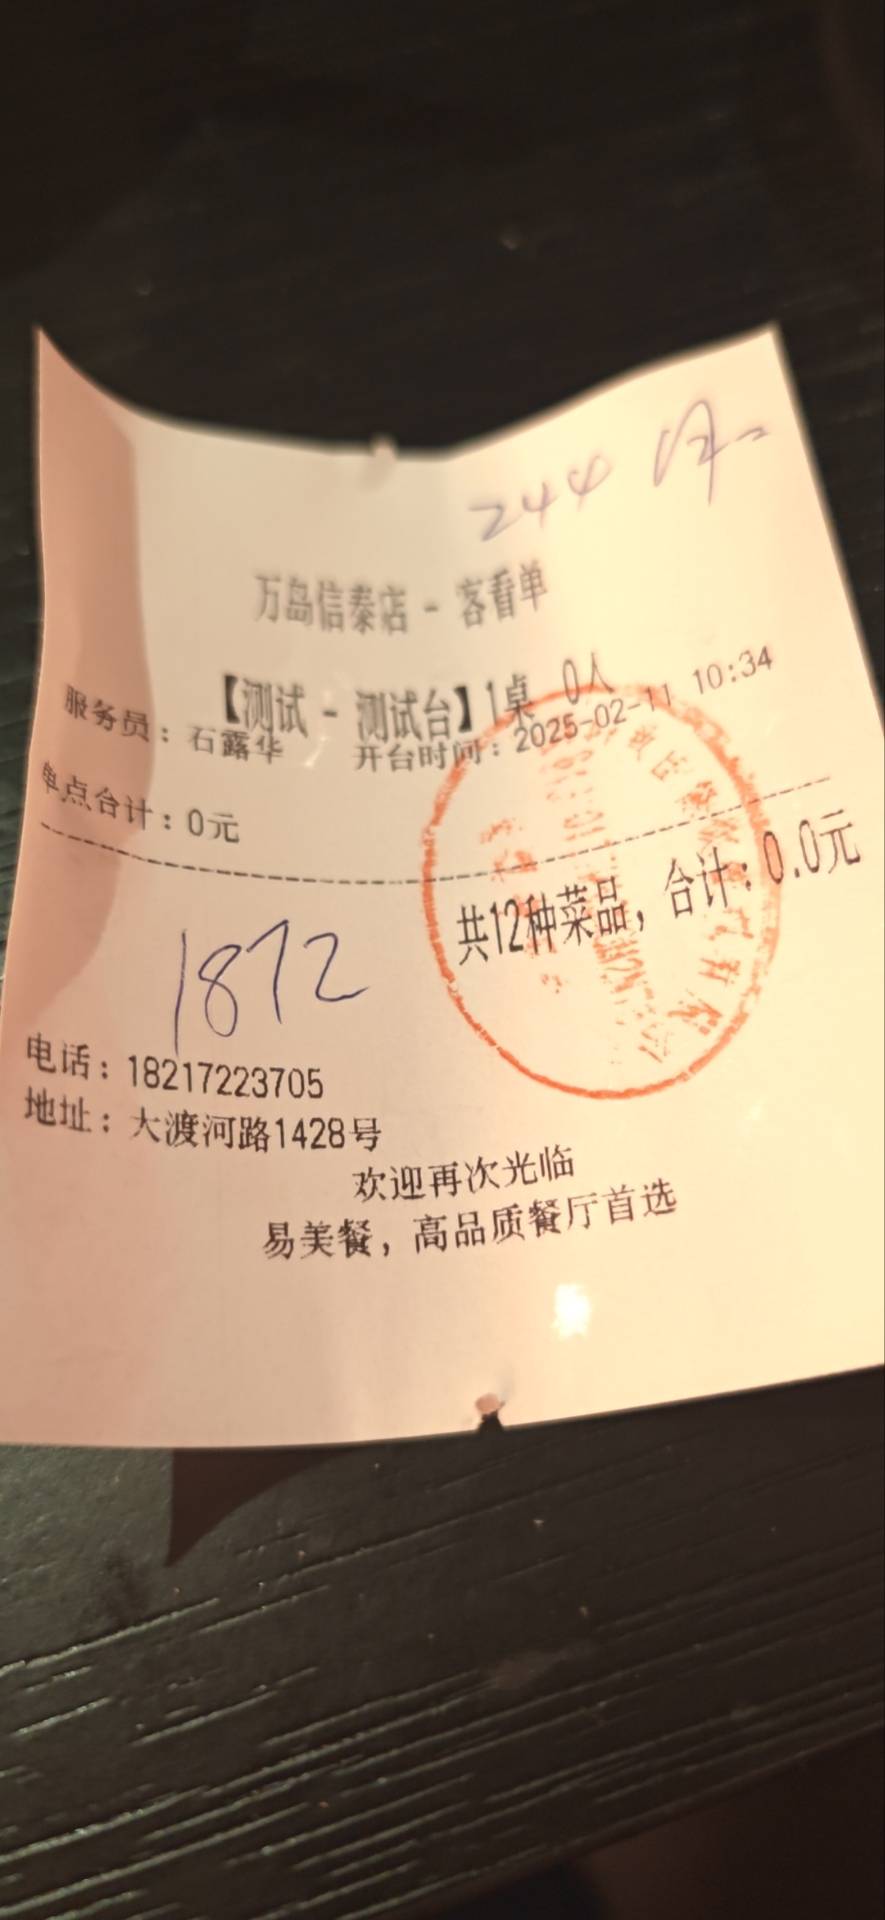 244
万岛信泰店 - 客看单
【测试 - 测试台】1桌 0人
服务员：石露华 开台时间：2025-02-11 10:34
单点合计：0元
共12种菜品，合计：0.0元
1872
电话：18217223705
地址：大渡河路1428号
欢迎再次光临
易美餐，高品质餐厅首选